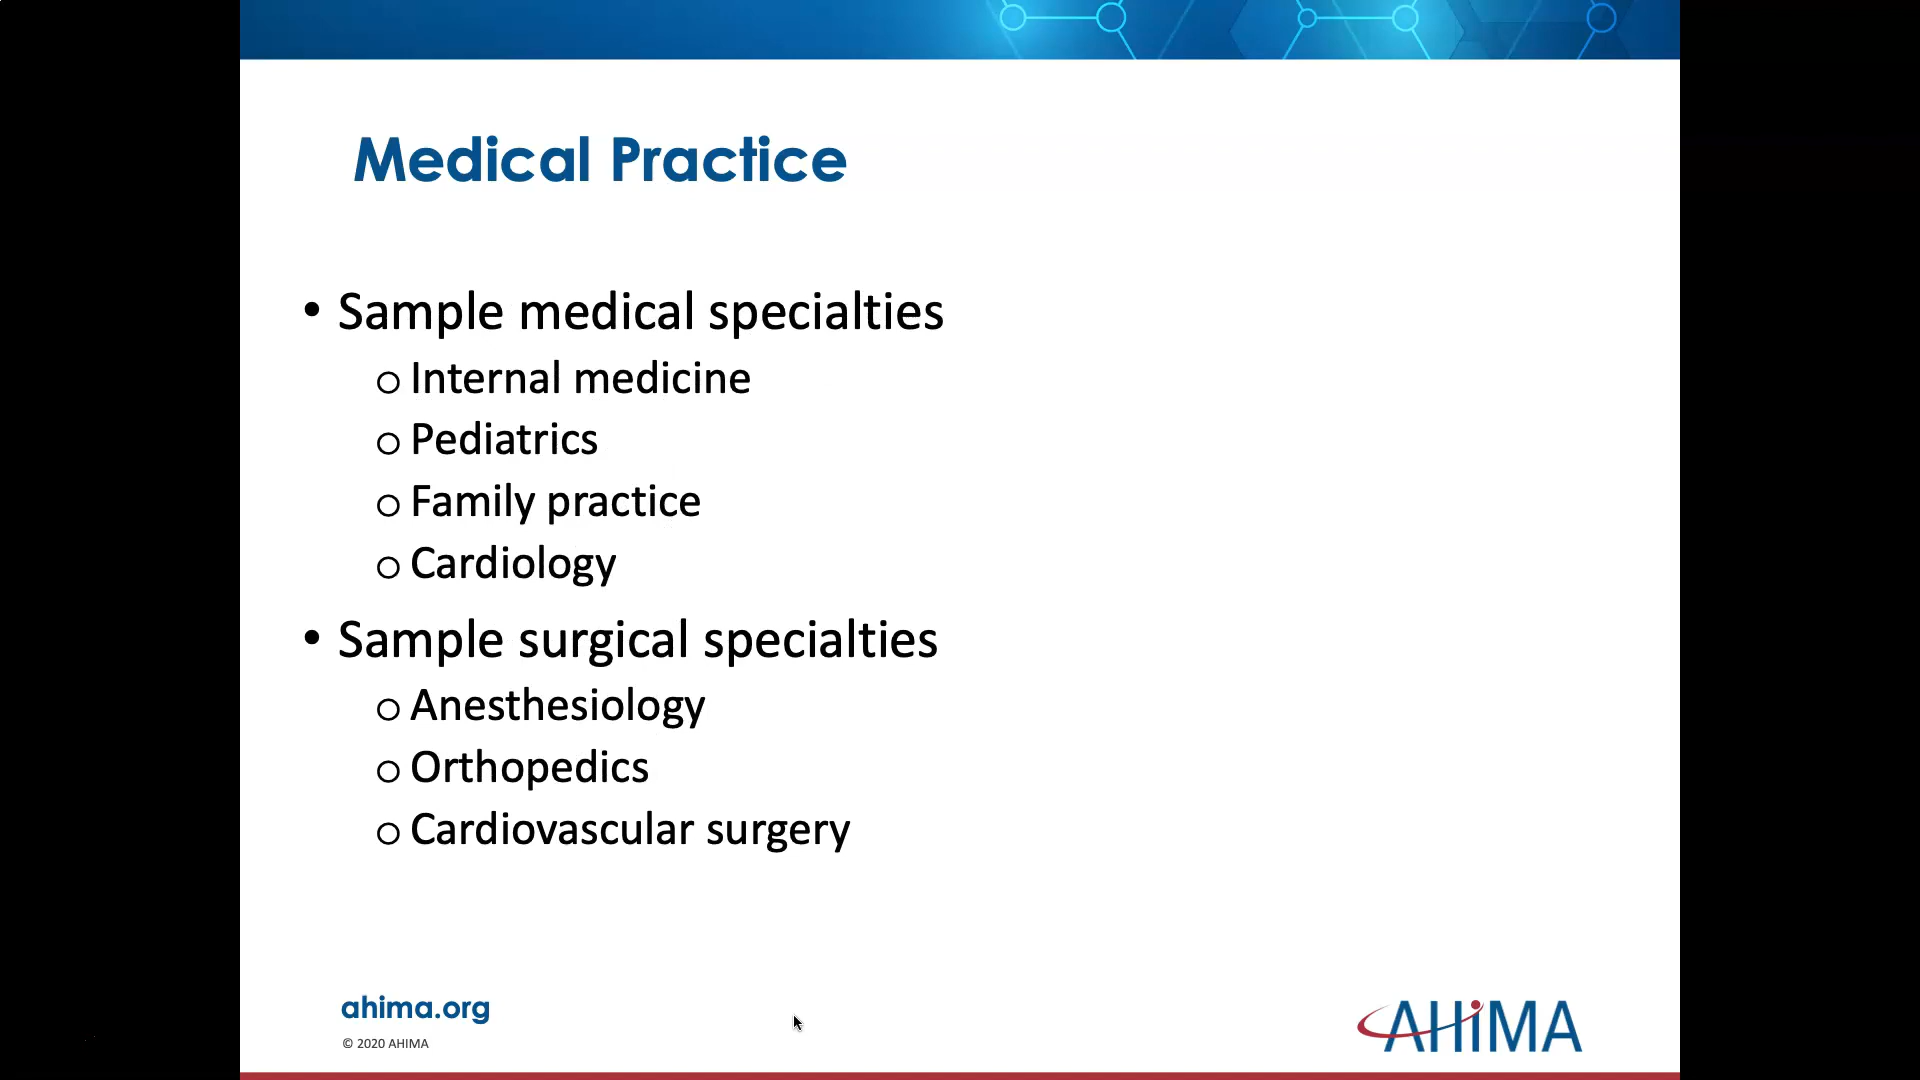 Medical Practice
• Sample medical specialties
o Internal medicine
o Pediatrics
o Family practice
o Cardiology
• Sample surgical specialties
o Anesthesiology
o Orthopedics
o Cardiovascular surgery
ahima.org
© 2020 AHIMA
AHiMA